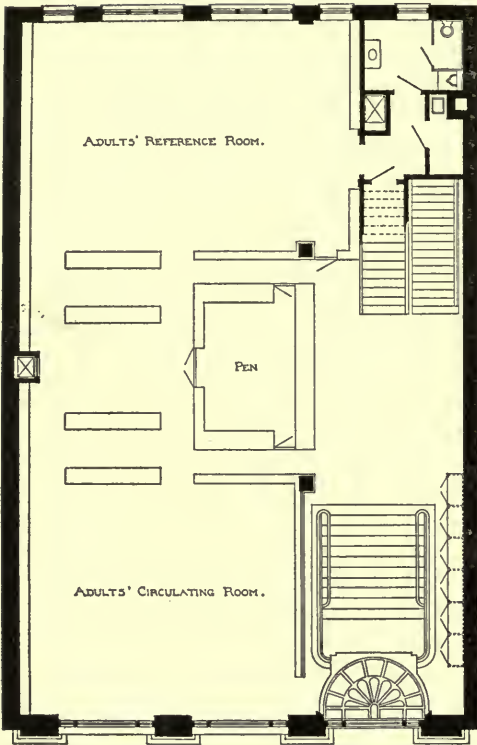 ADULTS' REFERENCE ROOM.
PEN
ADULTS' CIRCULATING ROOM.